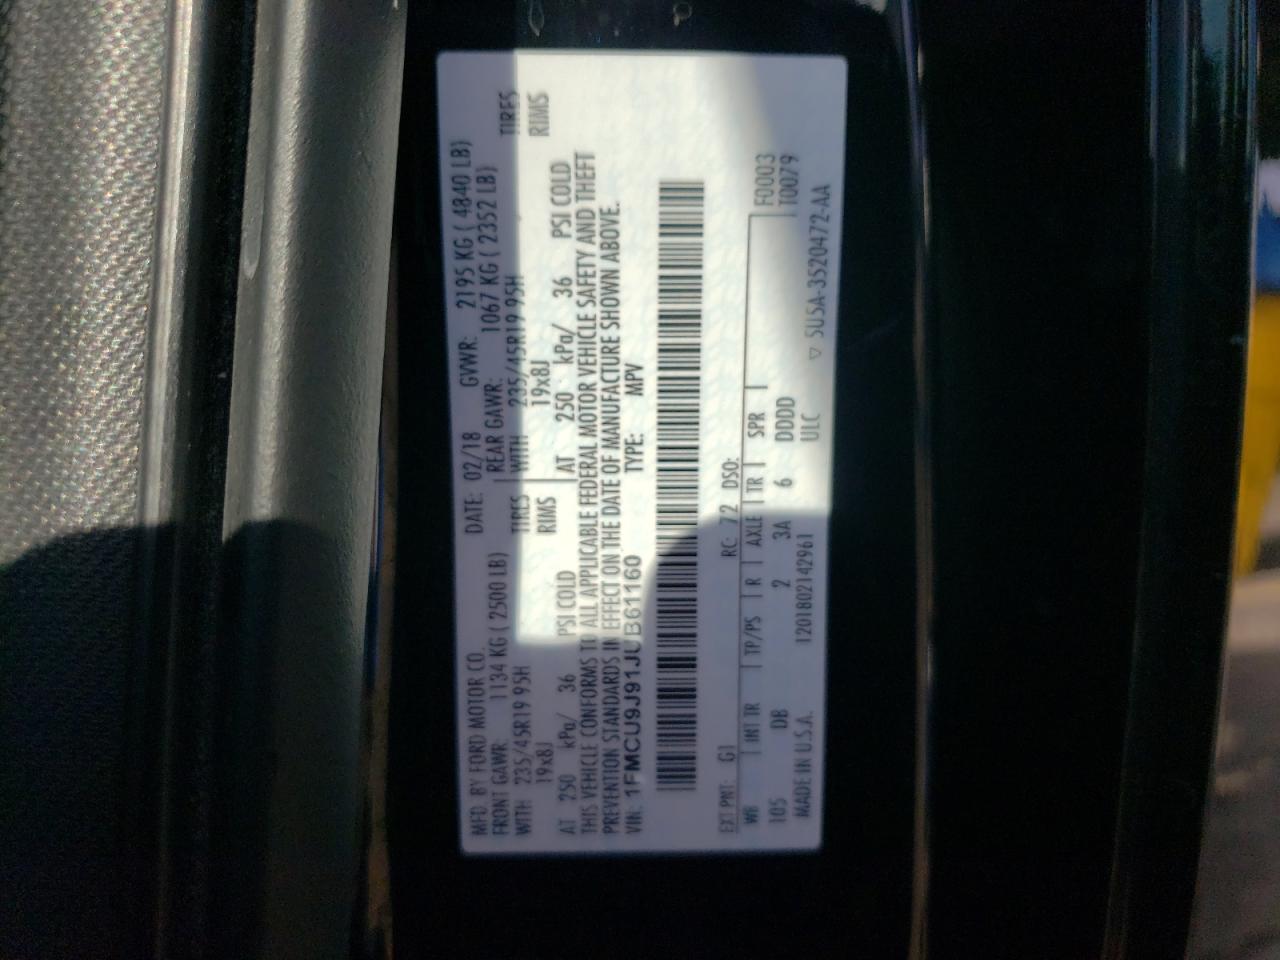 MFD. BY FORD MOTOR CO. DATE: 02/18 GVWR: 2195 KG ( 4840 LB)
FRONT GAWR: 1134 KG ( 2500 LB) REAR GAWR: 1067 KG ( 2352 LB)
WITH 235/45R19 95H TIRES WITH 235/45R19 95H TIRES
19x8J RIMS 19x8J RIMS
AT 250 kPa/ 36 PSI COLD AT 250 kPa/ 36 PSI COLD
THIS VEHICLE CONFORMS TO ALL APPLICABLE FEDERAL MOTOR VEHICLE SAFETY AND THEFT
PREVENTION STANDARDS IN EFFECT ON THE DATE OF MANUFACTURE SHOWN ABOVE.
VIN: 1FMCU9J91JUB61160 TYPE: MPV
EXT PNT: G1 RC: 72 DSO:
WB INT TR TP/PS R AXLE TR SPR F0003
105 DB 2 3A 6 DDDD T0079
MADE IN U.S.A. 1201802142961 ULC ▽ 5U5A-3520472-AA